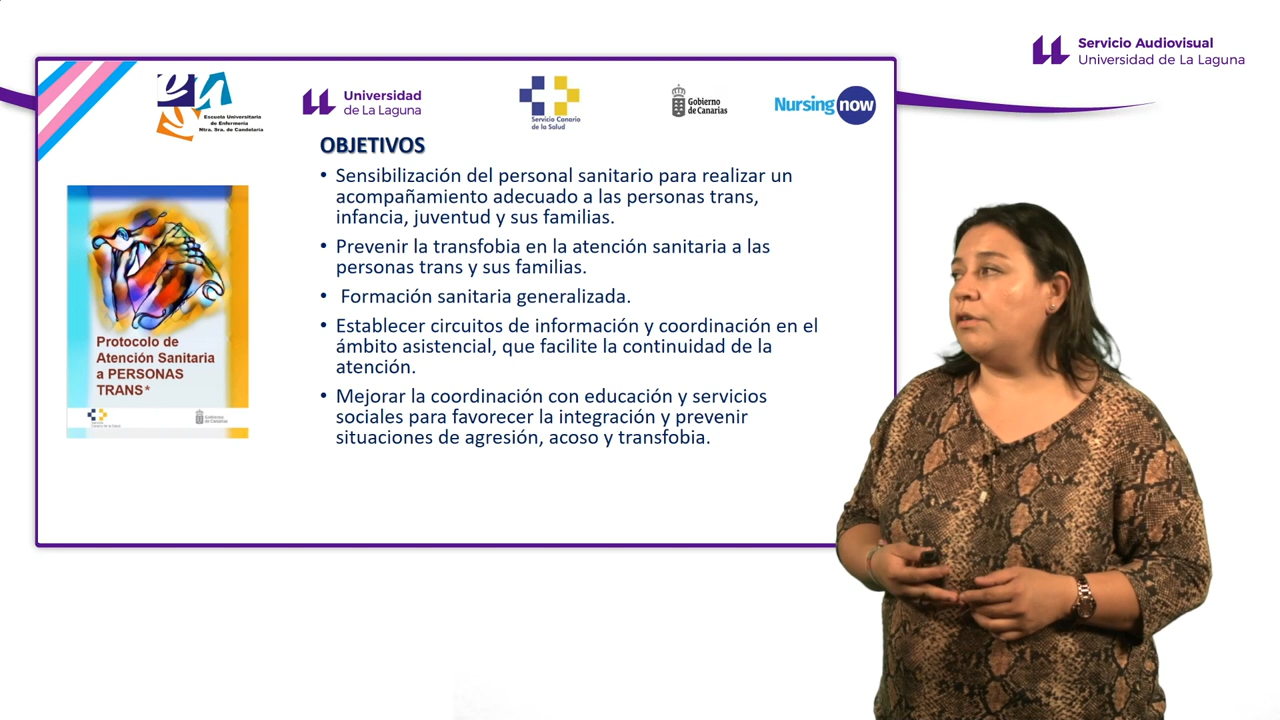 Servicio Audiovisual
Universidad de La Laguna
Escuela Universitaria
de Enfermería
Ntra. Sra. de Candelaria
Universidad
de La Laguna
Servicio Canario
de la Salud
Gobierno
de Canarias
Nursing now
OBJETIVOS
• Sensibilización del personal sanitario para realizar un
acompañamiento adecuado a las personas trans,
infancia, juventud y sus familias.
• Prevenir la transfobia en la atención sanitaria a las
personas trans y sus familias.
• Formación sanitaria generalizada.
• Establecer circuitos de información y coordinación en el
ámbito asistencial, que facilite la continuidad de la
atención.
• Mejorar la coordinación con educación y servicios
sociales para favorecer la integración y prevenir
situaciones de agresión, acoso y transfobia.
Protocolo de
Atención Sanitaria
a PERSONAS
TRANS*